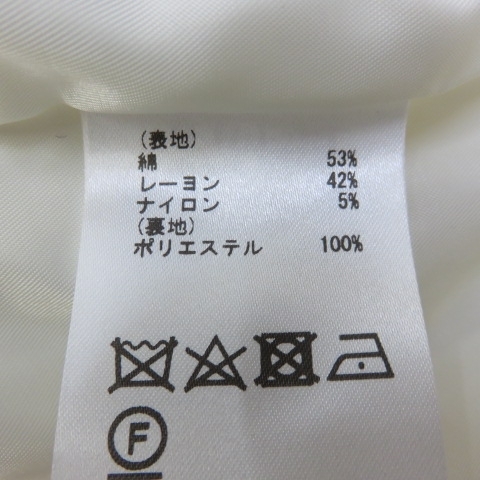 (表地)
綿 53%
レーヨン 42%
ナイロン 5%
(裏地)
ポリエステル 100%
F